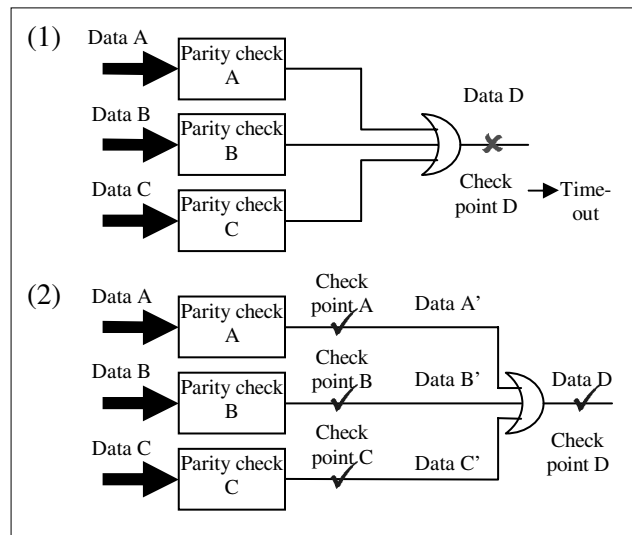 (1)
Data A
Parity check
A
Data B
Parity check
B
Data C
Parity check
C
Data D
Check
point D
Time-
out
(2)
Data A
Parity check
A
Check
point A
Data A’
Data B
Parity check
B
Check
point B
Data B’
Data C
Parity check
C
Check
point C
Data C’
Data D
Check
point D